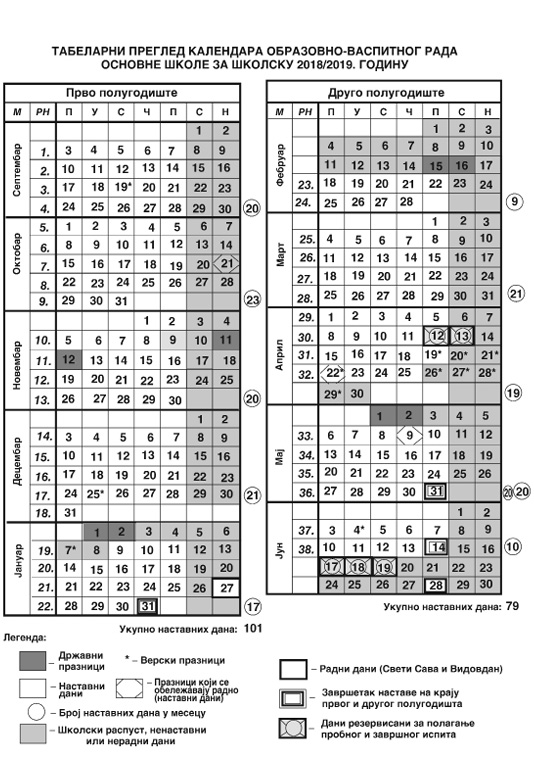 ТАБЕЛАРНИ ПРЕГЛЕД КАЛЕНДАРА ОБРАЗОВНО-ВАСПИТНОГ РАДА
ОСНОВНЕ ШКОЛЕ ЗА ШКОЛСКУ 2018/2019. ГОДИНУ
Прво полугодиште
М РН П У С Ч П С Н
Септембар
1 2
1. 3 4 5 6 7 8 9
2. 10 11 12 13 14 15 16
3. 17 18 19* 20 21 22 23
4. 24 25 26 27 28 29 30 20
Октобар
5. 1 2 3 4 5 6 7
6. 8 9 10 11 12 13 14
7. 15 16 17 18 19 20 21
8. 22 23 24 25 26 27 28
9. 29 30 31 23
Новембар
1 2 3 4
10. 5 6 7 8 9 10 11
11. 12 13 14 15 16 17 18
12. 19 20 21 22 23 24 25
13. 26 27 28 29 30 20
Децембар
1 2
14. 3 4 5 6 7 8 9
15. 10 11 12 13 14 15 16
16. 17 18 19 20 21 22 23
17. 24 25* 26 27 28 29 30 21
18. 31
Јануар
1 2 3 4 5 6
19. 7* 8 9 10 11 12 13
20. 14 15 16 17 18 19 20
21. 21 22 23 24 25 26 27
22. 28 29 30 31 17
Укупно наставних дана: 101
Друго полугодиште
М РН П У С Ч П С Н
Фебруар
1 2 3
4 5 6 7 8 9 10
11 12 13 14 15 16 17
23. 18 19 20 21 22 23 24
24. 25 26 27 28 9
Март
1 2 3
25. 4 5 6 7 8 9 10
26. 11 12 13 14 15 16 17
27. 18 19 20 21 22 23 24
28. 25 26 27 28 29 30 31 21
Април
29. 1 2 3 4 5 6 7
30. 8 9 10 11 12 13 14
31. 15 16 17 18 19* 20* 21*
32. 22* 23 24 25 26* 27* 28*
29* 30 19
Мај
1 2 3 4 5
33. 6 7 8 9 10 11 12
34. 13 14 15 16 17 18 19
35. 20 21 22 23 24 25 26
36. 27 28 29 30 31 20 20
Јун
1 2
37. 3 4* 5 6 7 8 9
38. 10 11 12 13 14 15 16 10
17 18 19 20 21 22 23
24 25 26 27 28 29 30
Укупно наставних дана: 79
Легенда:
– Државни
празници
* – Верски празници
– Наставни
дани
– Празници који се
обележавају радно
(наставни дани)
– Број наставних дана у месецу
– Школски распуст, ненаставни
или нерадни дани
– Радни дани (Свети Сава и Видовдан)
– Завршетак наставе на крају
првог и другог полугодишта
– Дани резервисани за полагање
пробног и завршног испита